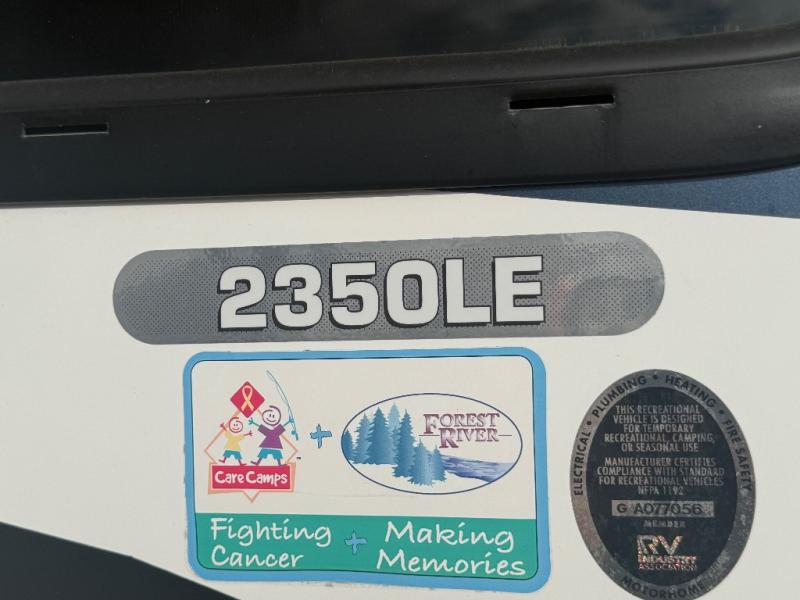 2350LE
Care Camps
FOREST
RIVER
Fighting + Making
Cancer Memories
ELECTRICAL • PLUMBING • HEATING • FIRE SAFETY
THIS RECREATIONAL
VEHICLE IS DESIGNED
FOR TEMPORARY
RECREATIONAL, CAMPING,
OR SEASONAL USE
MANUFACTURER CERTIFIES
COMPLIANCE WITH STANDARD
FOR RECREATIONAL VEHICLES
NFPA 1192
G A077056
MEMBER
RV
INDUSTRY
ASSOCIATION
MOTORHOME